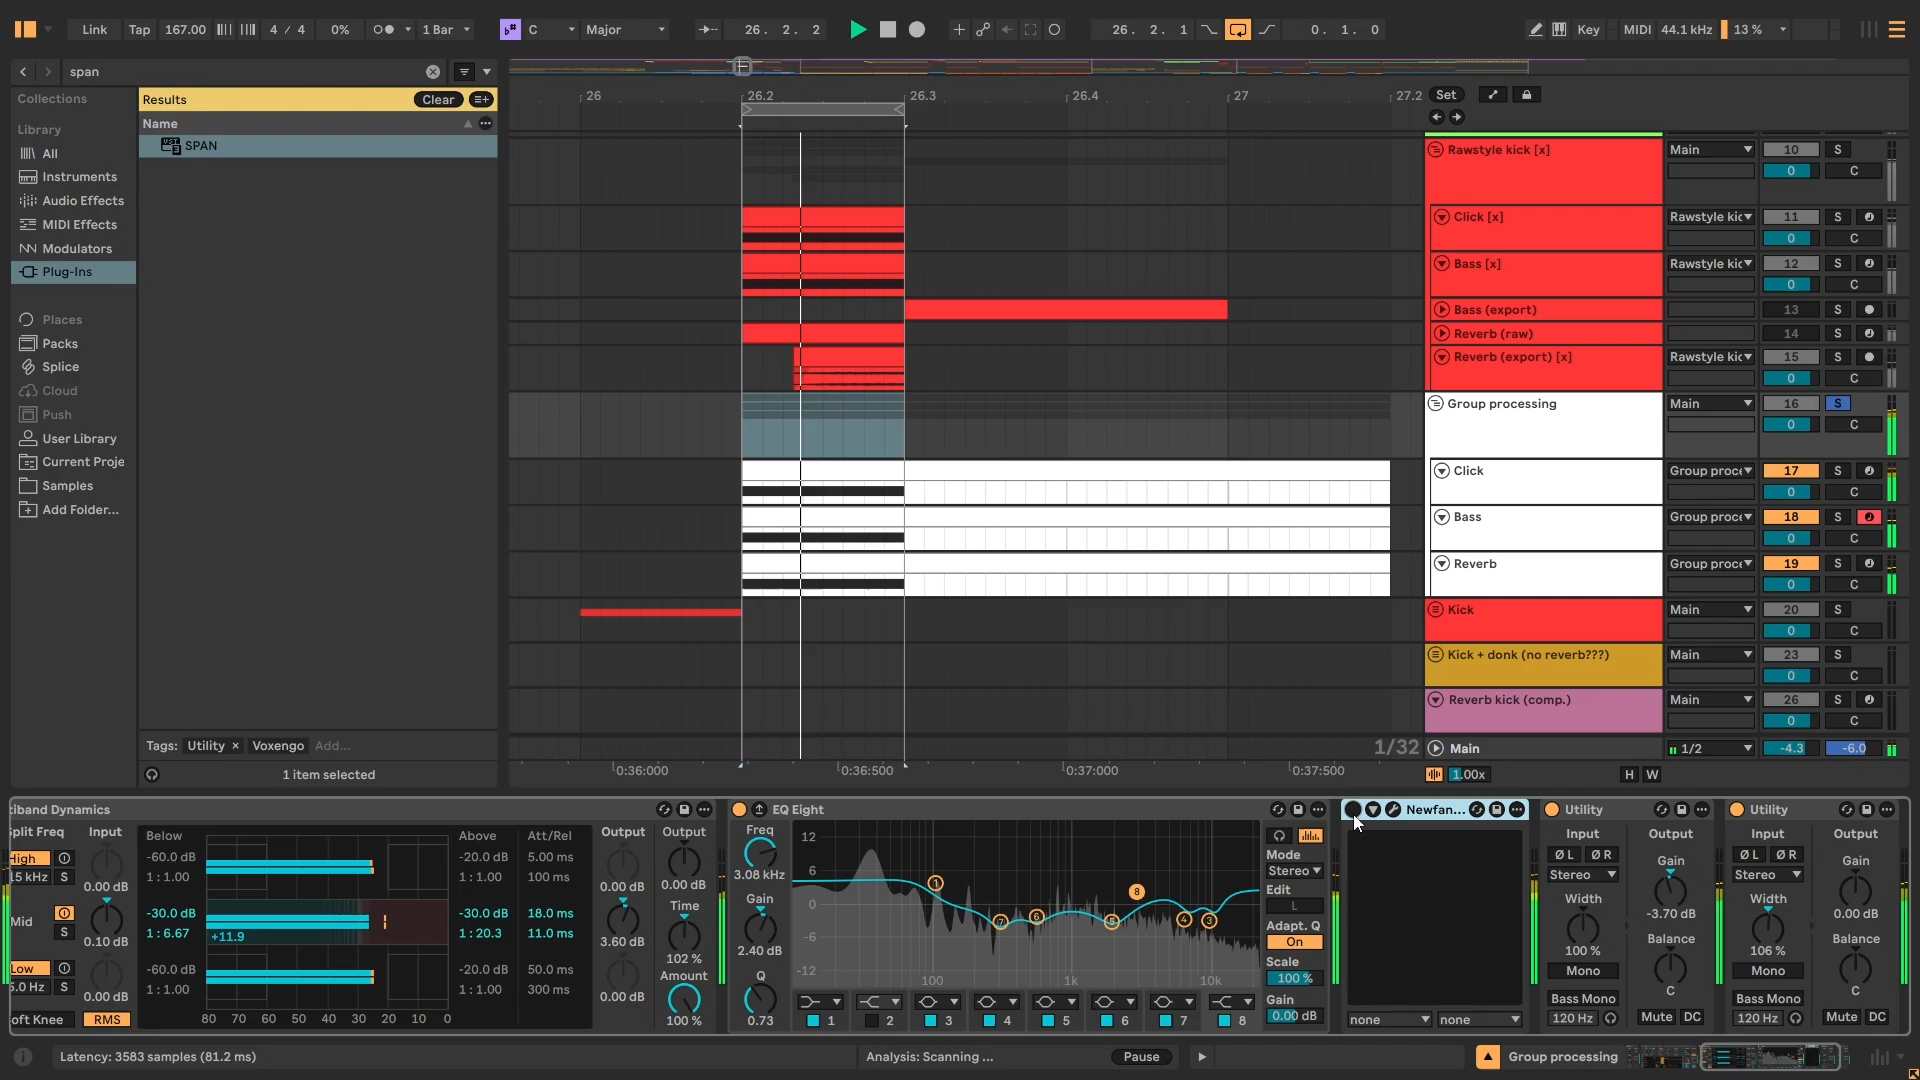 Link Tap 167.00 4 / 4 0% 1 Bar C Major 26. 2. 2 26. 2. 1 0. 1. 0 Key MIDI 44.1 kHz 13 %
span
Collections
Library
All
Instruments
Audio Effects
MIDI Effects
Modulators
Plug-Ins
Places
Packs
Splice
Cloud
Push
User Library
Current Proje
Samples
Add Folder...
Results Clear
Name
SPAN
Tags: Utility × Voxengo Add...
1 item selected
26 26.2 26.3 26.4 27 27.2 Set
Rawstyle kick [x] Main 10 S
0 C
Click [x] Rawstyle kic 11 S
0 C
Bass [x] Rawstyle kic 12 S
0 C
Bass (export) 13 S
Reverb (raw) 14 S
Reverb (export) [x] Rawstyle kic 15 S
0 C
Group processing Main 16 S
0 C
Click Group proce 17 S
0 C
Bass Group proce 18 S
0 C
Reverb Group proce 19 S
0 C
Kick Main 20 S
0 C
Kick + donk (no reverb???) Main 23 S
0 C
Reverb kick (comp.) Main 26 S
0 C
1/32 Main 1/2 -4.3 -6.0
0:36:000 0:36:500 0:37:000 0:37:500 1.00x H W
tiband Dynamics
Split Freq Input Below Above Att/Rel Output Output
High -60.0 dB -20.0 dB 5.00 ms
15 kHz S 1 : 1.00 1 : 1.00 100 ms 0.00 dB 0.00 dB 0.00 dB
Time
Mid -30.0 dB -30.0 dB 18.0 ms
S 1 : 6.67 +11.9 1 : 20.3 11.0 ms 0.10 dB 3.60 dB 102 %
Amount
Low -60.0 dB -20.0 dB 50.0 ms
5.0 Hz S 1 : 1.00 1 : 1.00 300 ms 0.00 dB 0.00 dB 100 %
oft Knee RMS 80 70 60 50 40 30 20 10 0
EQ Eight
Freq
3.08 kHz
Gain
2.40 dB
Q
0.73
12
6
0
-6
-12
100 1k 10k
1 7 6 5 8 4 3
1 2 3 4 5 6 7 8
Mode
Stereo
Edit
L
Adapt. Q
On
Scale
100 %
Gain
0.00 dB
Newfan...
none none
Utility
Input Output
Ø L Ø R Gain
Stereo
Width -3.70 dB
100 % Balance
Mono
Bass Mono C
120 Hz Mute DC
Utility
Input Output
Ø L Ø R Gain
Stereo
Width 0.00 dB
106 % Balance
Mono
Bass Mono C
120 Hz Mute DC
Latency: 3583 samples (81.2 ms) Analysis: Scanning ... Pause Group processing